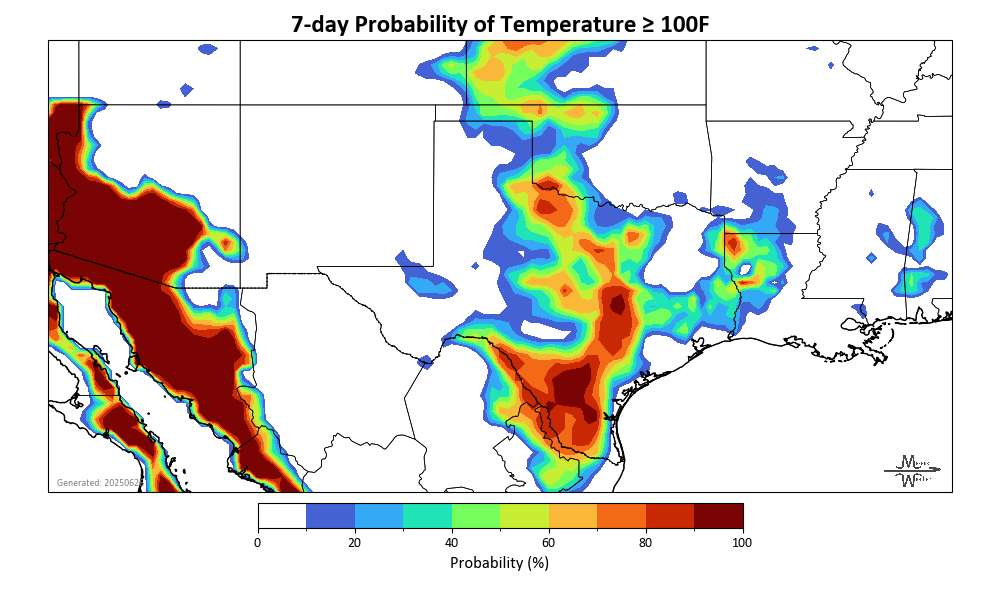 7-day Probability of Temperature ≥ 100F
Generated: 2025062
0 20 40 60 80 100
Probability (%)